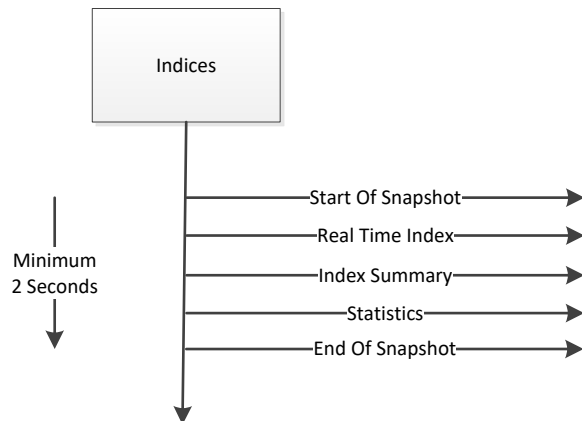 Indices
Start Of Snapshot
Real Time Index
Minimum
2 Seconds
Index Summary
Statistics
End Of Snapshot